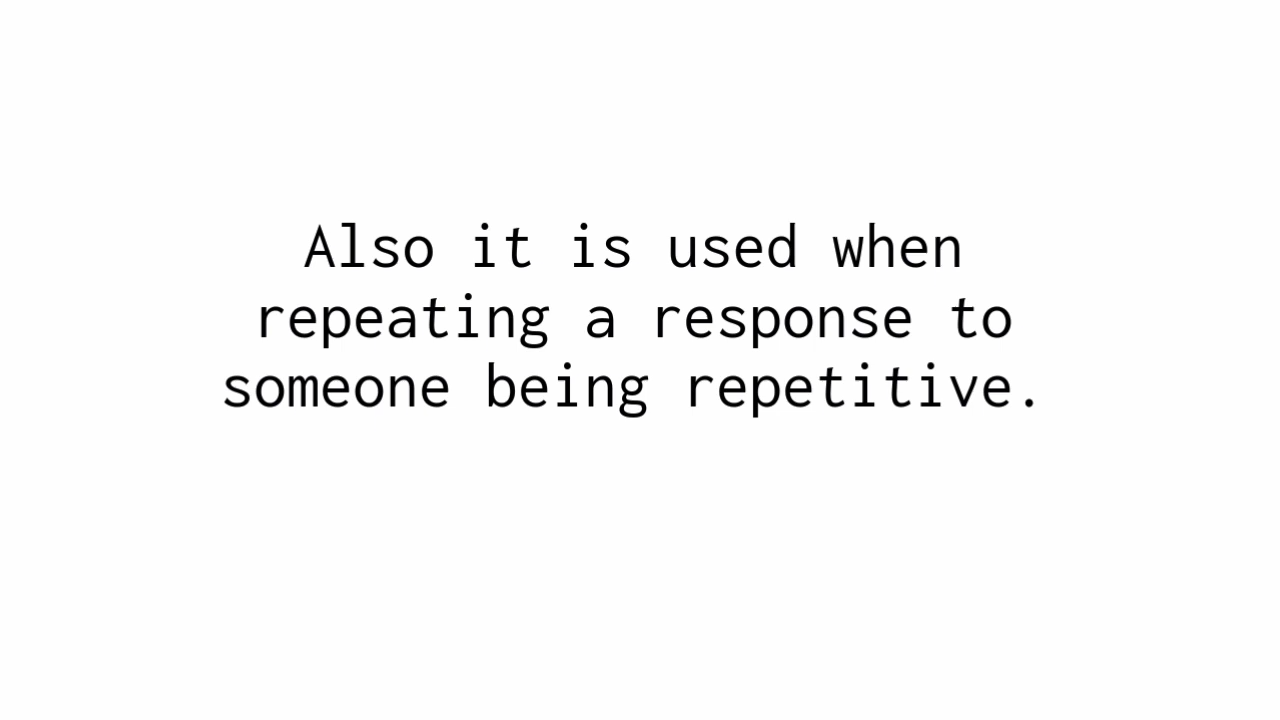 Also it is used when
repeating a response to
someone being repetitive.